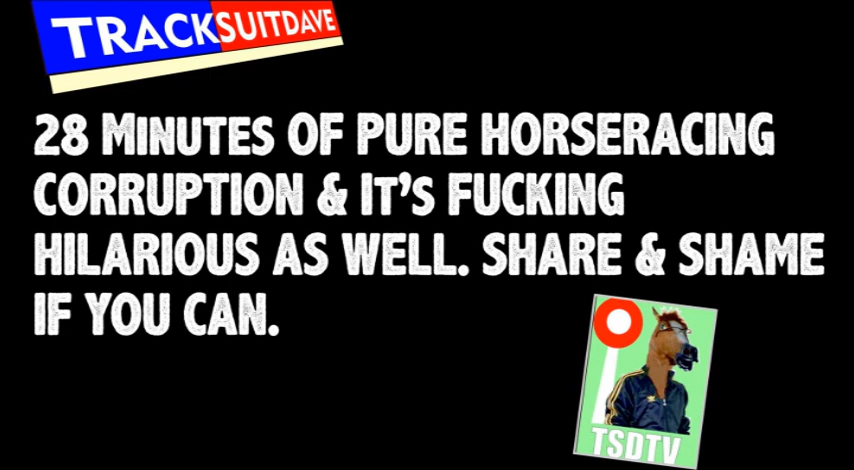 TRACKSUITDAVE
28 MINUTES OF PURE HORSERACING
CORRUPTION & IT'S FUCKING
HILARIOUS AS WELL. SHARE & SHAME
IF YOU CAN.
TSDTV